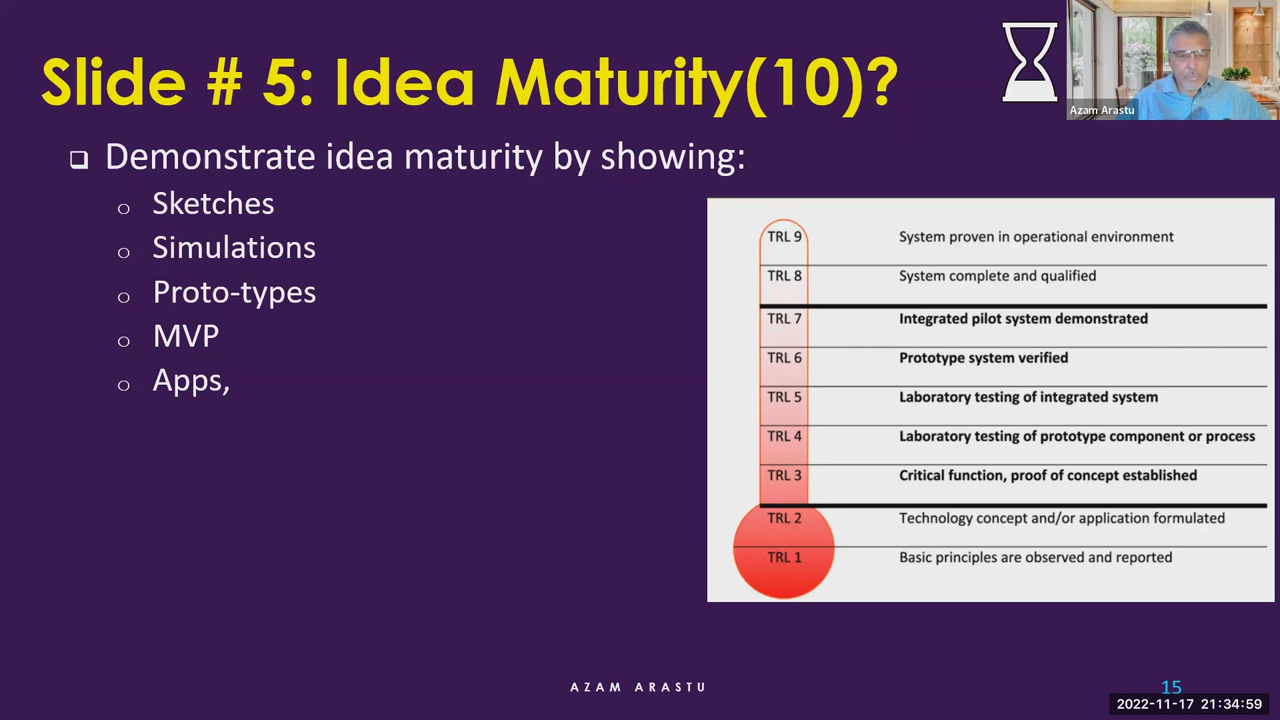 Slide # 5: Idea Maturity(10)?
Azam Arastu
❑ Demonstrate idea maturity by showing:
o Sketches
o Simulations
o Proto-types
o MVP
o Apps,
TRL 9 System proven in operational environment
TRL 8 System complete and qualified
TRL 7 Integrated pilot system demonstrated
TRL 6 Prototype system verified
TRL 5 Laboratory testing of integrated system
TRL 4 Laboratory testing of prototype component or process
TRL 3 Critical function, proof of concept established
TRL 2 Technology concept and/or application formulated
TRL 1 Basic principles are observed and reported
AZAM ARASTU
15
2022-11-17 21:34:59